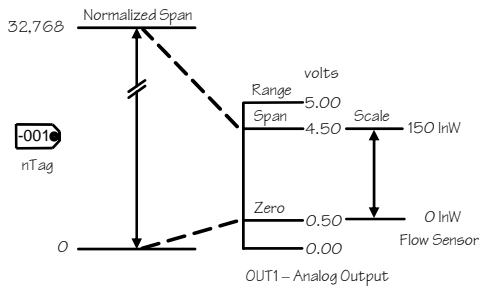 Normalized Span
32,768
volts
Range
5.00
Span
4.50
Scale
150 InW
-001
nTag
Zero
0.50
0 InW
Flow Sensor
0
0.00
OUT1 – Analog Output